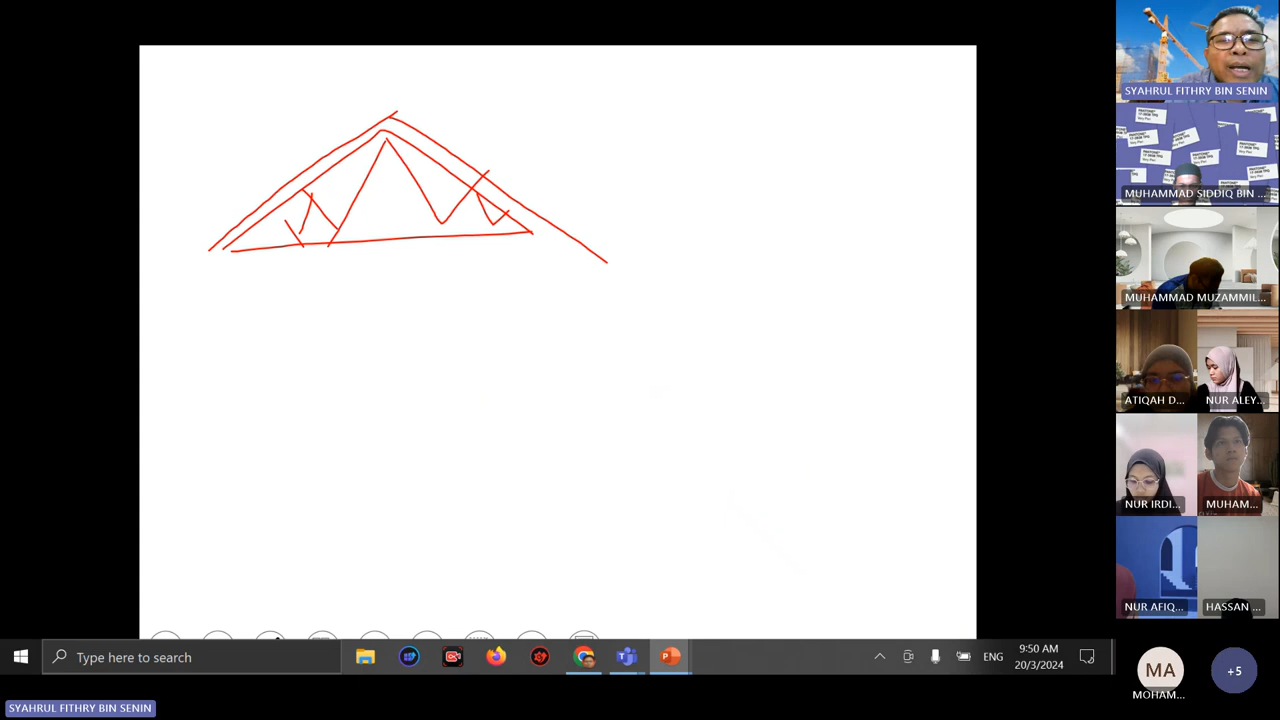 SYAHRUL FITHRY BIN SENIN
MUHAMMAD SIDDIQ BIN ...
MUHAMMAD MUZAMMIL...
ATIQAH D...
NUR ALEY...
NUR IRDI...
MUHAM...
NUR AFIQ...
HASSAN ...
MA
MOHAM...
+5
Type here to search
ENG
9:50 AM
20/3/2024
SYAHRUL FITHRY BIN SENIN